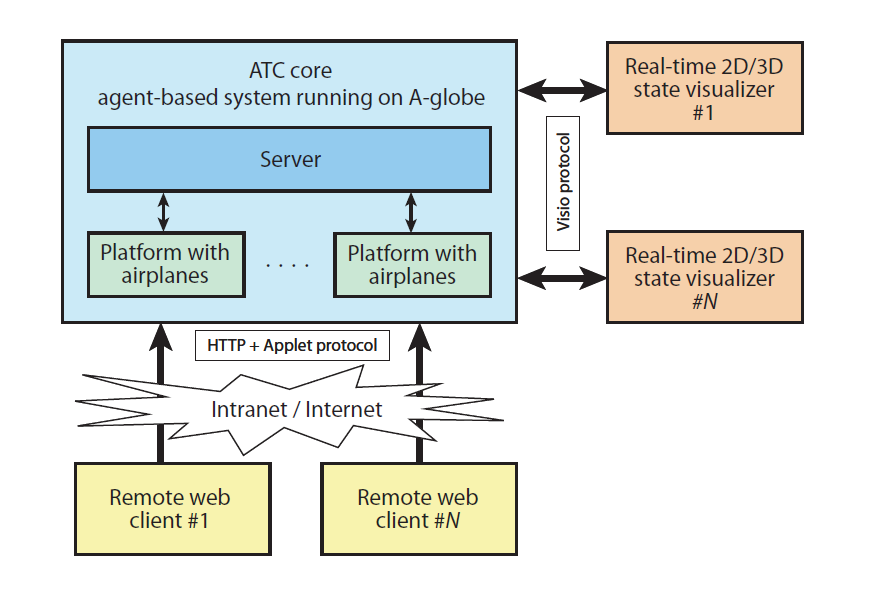 ATC core
agent-based system running on A-globe
Server
Platform with
airplanes
. . . .
Platform with
airplanes
Real-time 2D/3D
state visualizer
#1
Visio protocol
Real-time 2D/3D
state visualizer
#N
HTTP + Applet protocol
Intranet / Internet
Remote web
client #1
Remote web
client #N